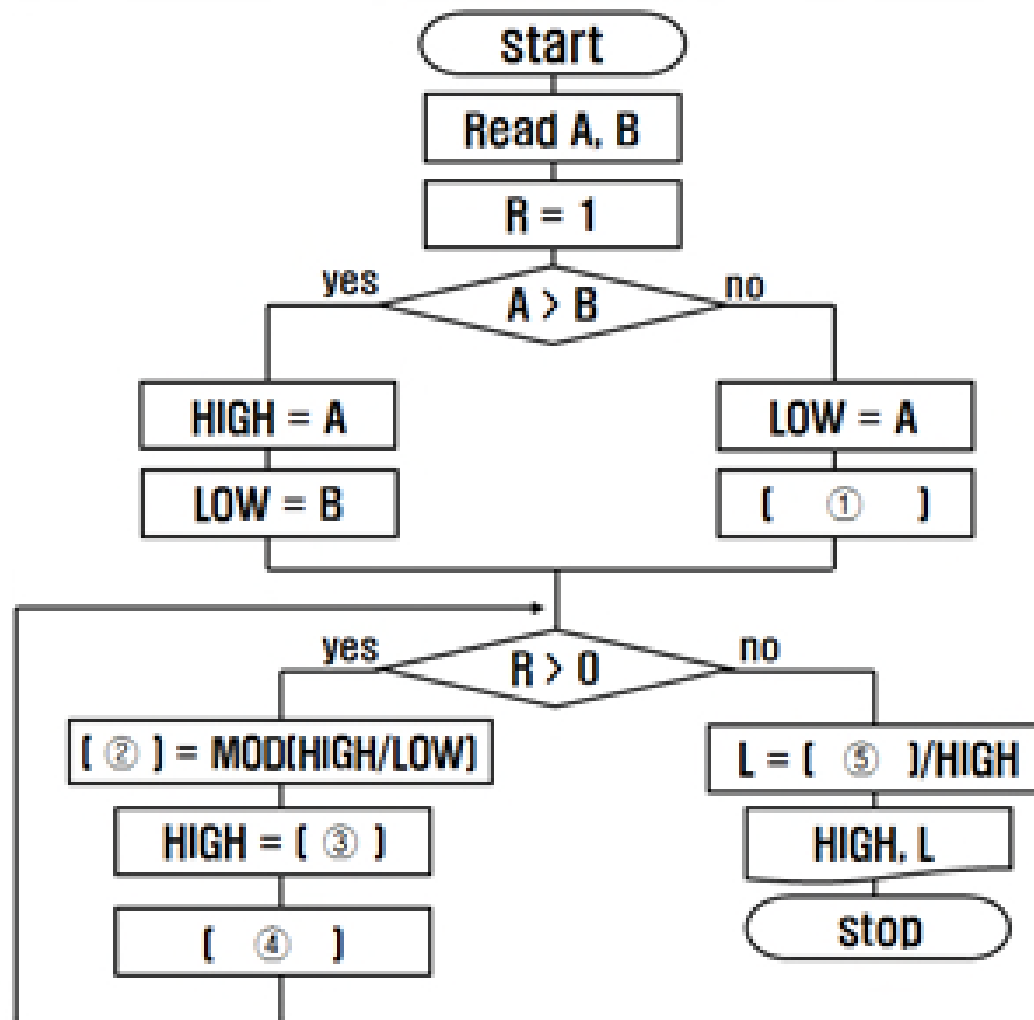 start
Read A, B
R = 1
A > B
yes
no
HIGH = A
LOW = B
LOW = A
( ① )
R > 0
yes
no
( ② ) = MOD(HIGH/LOW)
HIGH = ( ③ )
( ④ )
L = ( ⑤ )/HIGH
HIGH, L
stop